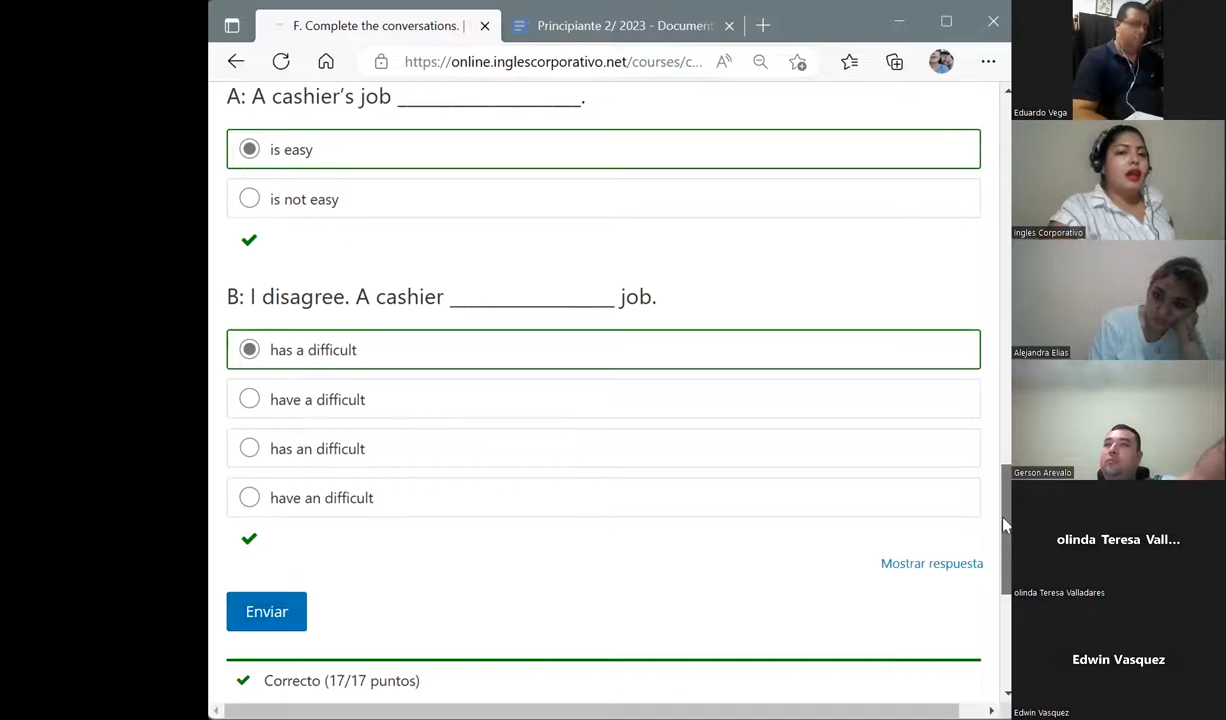 F. Complete the conversations. |
Principiante 2/ 2023 - Document
https://online.inglescorporativo.net/courses/c...
A: A cashier's job ____________________.
is easy
is not easy
B: I disagree. A cashier __________________ job.
has a difficult
have a difficult
has an difficult
have an difficult
Mostrar respuesta
Enviar
Correcto (17/17 puntos)
Eduardo Vega
Ingles Corporativo
Alejandra Elias
Gerson Arevalo
olinda Teresa Vall...
olinda Teresa Valladares
Edwin Vasquez
Edwin Vasquez